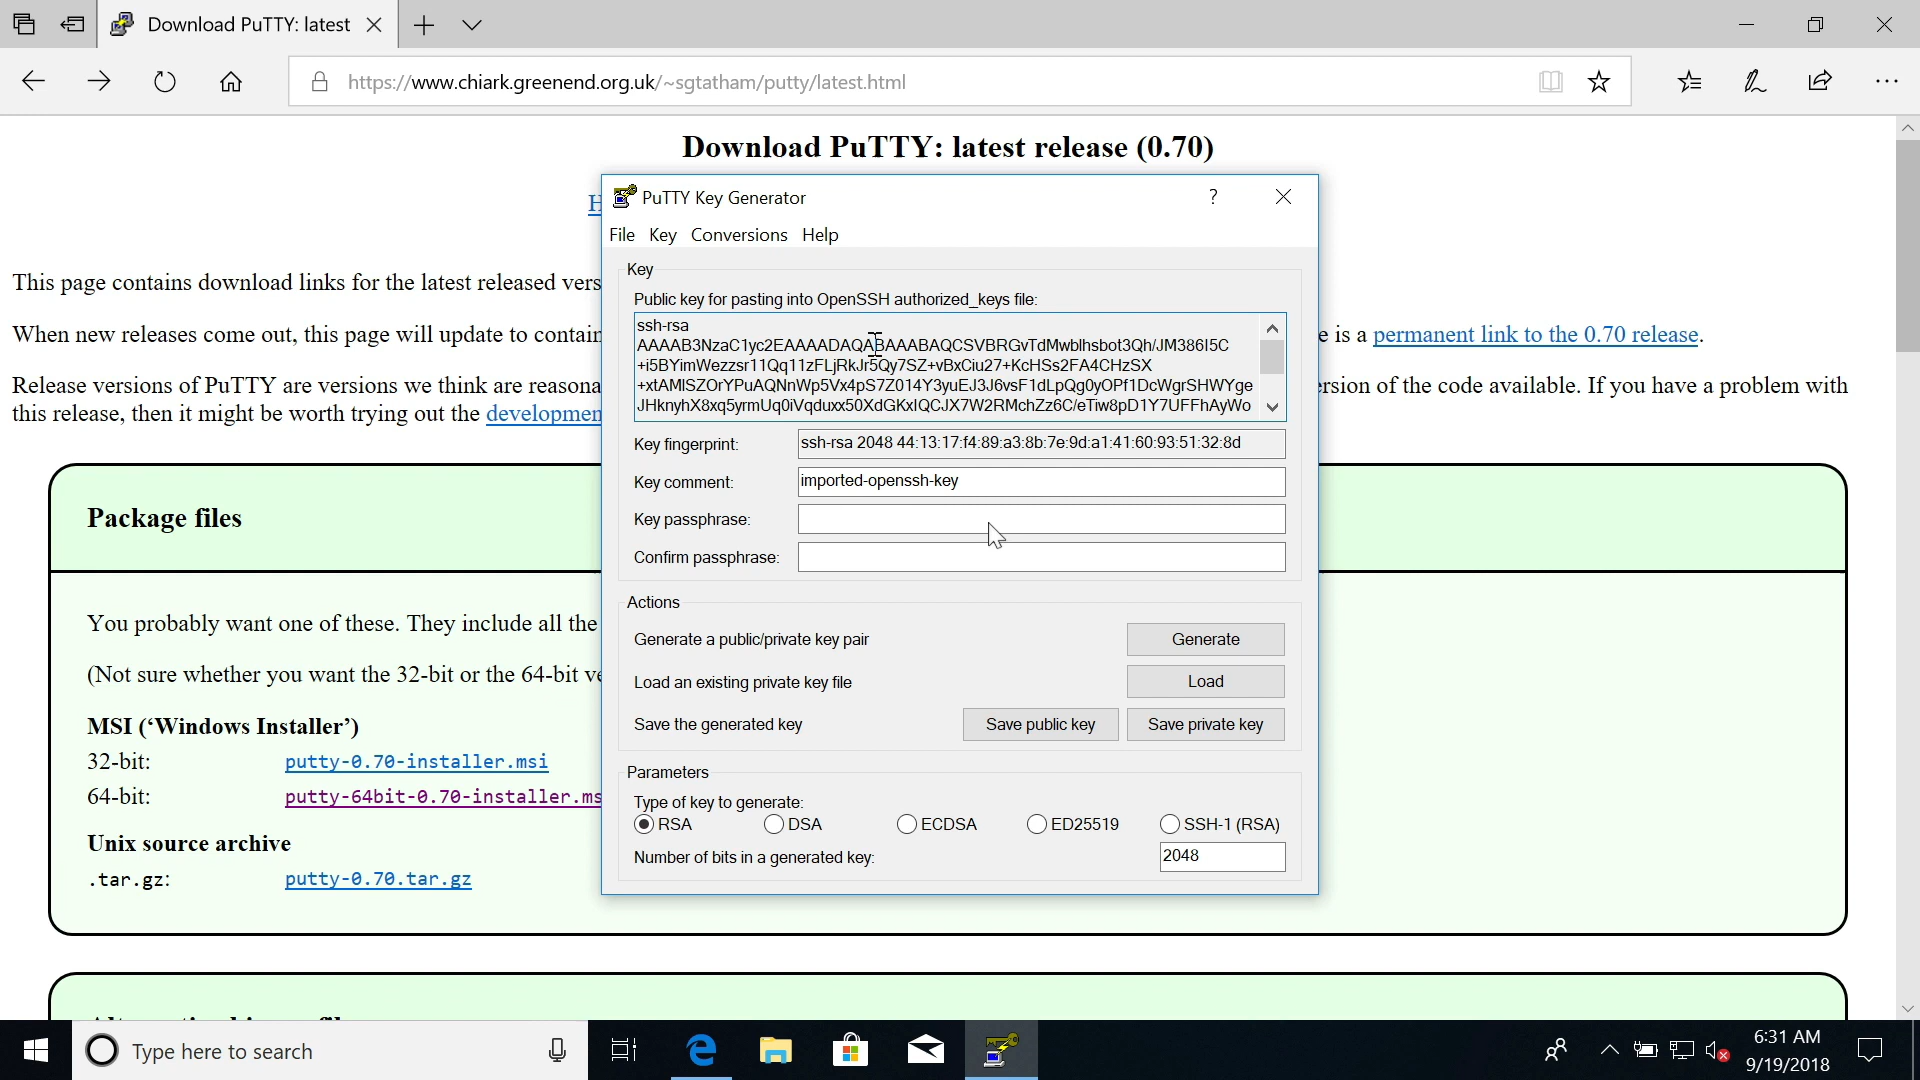 Download PuTTY: latest
https://www.chiark.greenend.org.uk/~sgtatham/putty/latest.html
Download PuTTY: latest release (0.70)
PuTTY Key Generator
?
H
File Key Conversions Help
Key
This page contains download links for the latest released vers
Public key for pasting into OpenSSH authorized_keys file:
ssh-rsa
AAAAB3NzaC1yc2EAAAADAQABAAABAQCSVBRGvTdMwblhsbot3Qh/JM386I5C
+i5BYimWezzsr11Qq11zFLjRkJr5Qy7SZ+vBxCiu27+KcHSs2FA4CHzSX
+xtAMlSZOrYPuAQNnWp5Vx4pS7Z014Y3yuEJ3J6vsF1dLpQg0yOPf1DcWgrSHWYge
JHknyhX8xq5yrmUq0iVqduxx50XdGKxIQCJX7W2RMchZz6C/eTiw8pD1Y7UFFhAyWo
When new releases come out, this page will update to contain
e is a permanent link to the 0.70 release.
Release versions of PuTTY are versions we think are reasona
ersion of the code available. If you have a problem with
this release, then it might be worth trying out the developmen
Key fingerprint: ssh-rsa 2048 44:13:17:f4:89:a3:8b:7e:9d:a1:41:60:93:51:32:8d
Key comment: imported-openssh-key
Key passphrase:
Confirm passphrase:
Package files
Actions
You probably want one of these. They include all the
Generate a public/private key pair Generate
(Not sure whether you want the 32-bit or the 64-bit ve
Load an existing private key file Load
MSI (‘Windows Installer’)
Save the generated key Save public key Save private key
32-bit: putty-0.70-installer.msi
Parameters
64-bit: putty-64bit-0.70-installer.ms
Type of key to generate:
RSA DSA ECDSA ED25519 SSH-1 (RSA)
Unix source archive
Number of bits in a generated key: 2048
.tar.gz: putty-0.70.tar.gz
Type here to search
6:31 AM
9/19/2018